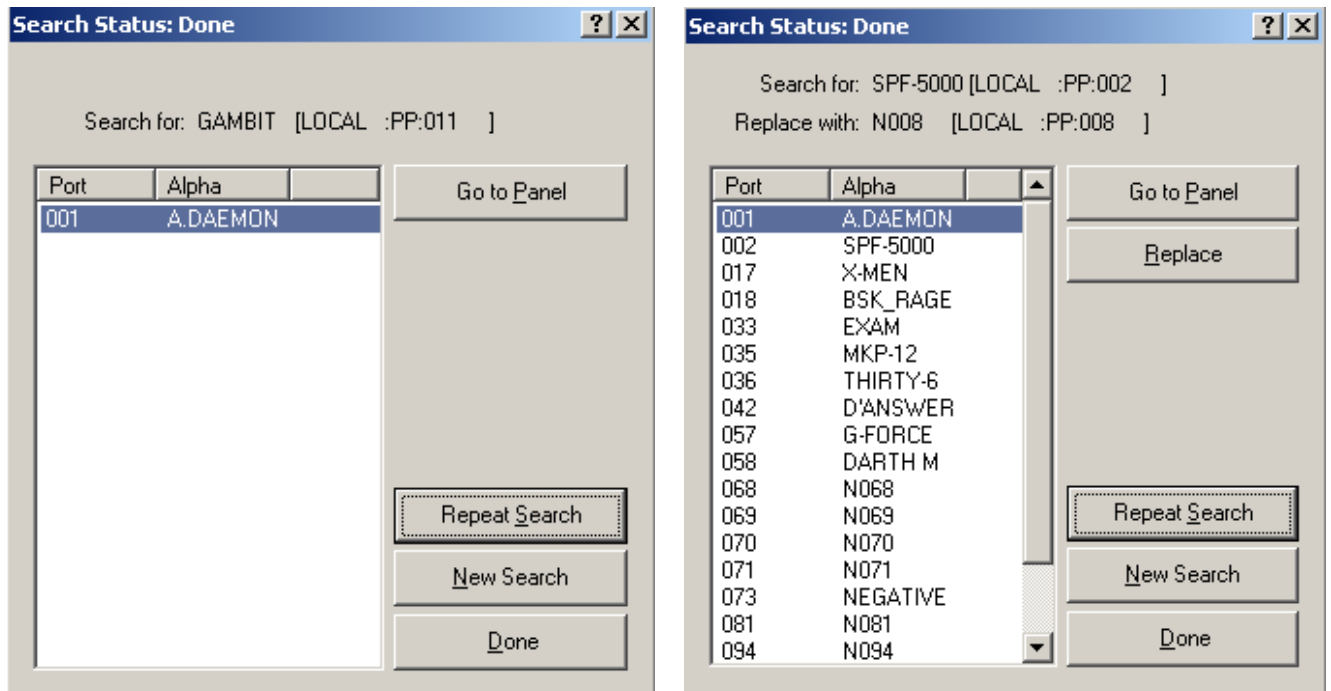 Search Status: Done
Search for: GAMBIT [LOCAL :PP:011 ]
Port Alpha
001 A.DAEMON
Go to Panel
Repeat Search
New Search
Done
Search Status: Done
Search for: SPF-5000 [LOCAL :PP:002 ]
Replace with: N008 [LOCAL :PP:008 ]
Port Alpha
001 A.DAEMON
002 SPF-5000
017 X-MEN
018 BSK_RAGE
033 EXAM
035 MKP-12
036 THIRTY-6
042 D'ANSWER
057 G-FORCE
058 DARTH M
068 N068
069 N069
070 N070
071 N071
073 NEGATIVE
081 N081
094 N094
Go to Panel
Replace
Repeat Search
New Search
Done